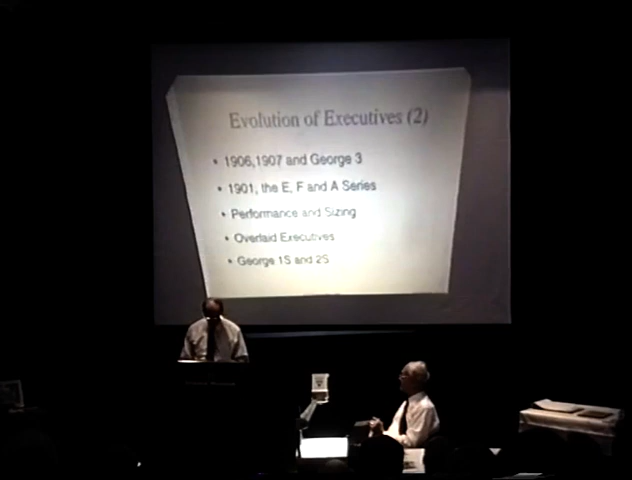 Evolution of Executives (2)
• 1906,1907 and George 3
• 1901, the E, F and A Series
• Performance and Sizing
• Overlaid Executives
• George 1S and 2S